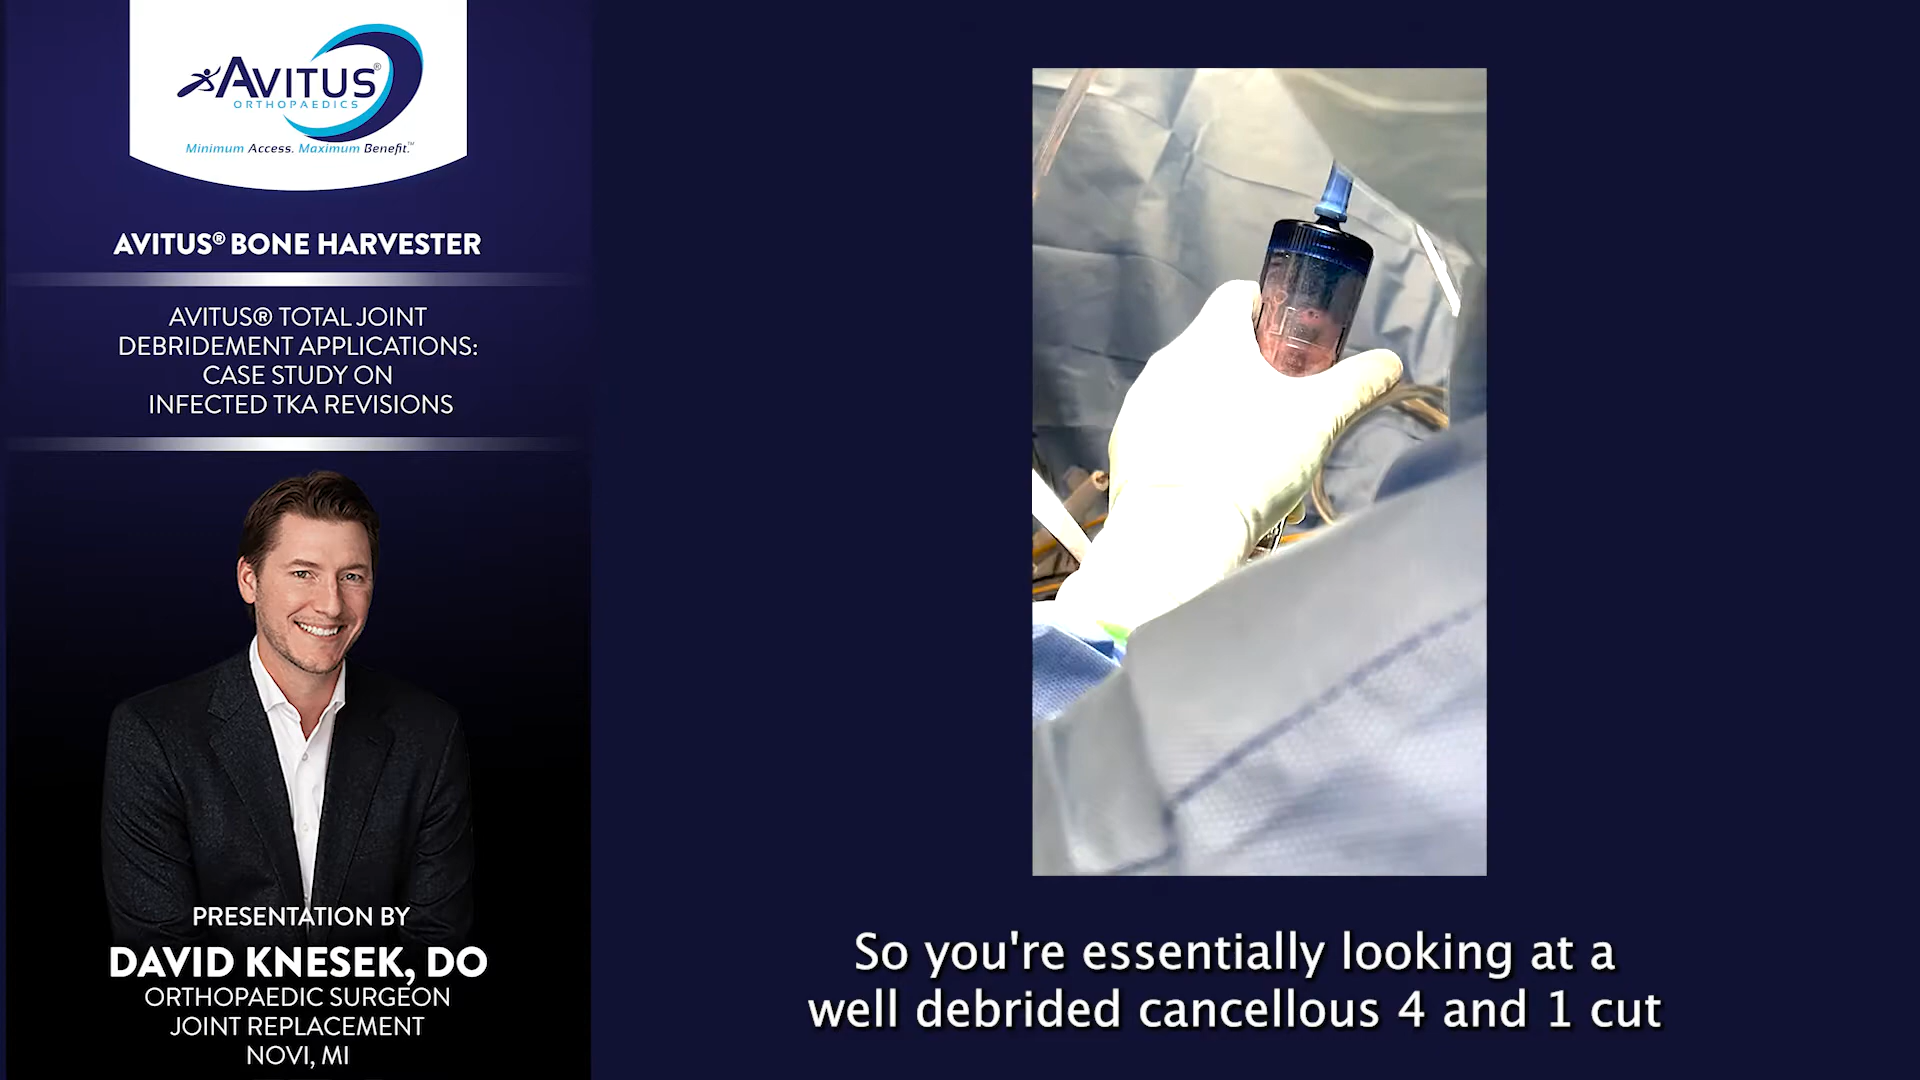 AVITUS®
ORTHOPAEDICS
Minimum Access. Maximum Benefit.™
AVITUS® BONE HARVESTER
AVITUS® TOTAL JOINT
DEBRIDEMENT APPLICATIONS:
CASE STUDY ON
INFECTED TKA REVISIONS
PRESENTATION BY
DAVID KNESEK, DO
ORTHOPAEDIC SURGEON
JOINT REPLACEMENT
NOVI, MI
So you're essentially looking at a
well debrided cancellous 4 and 1 cut